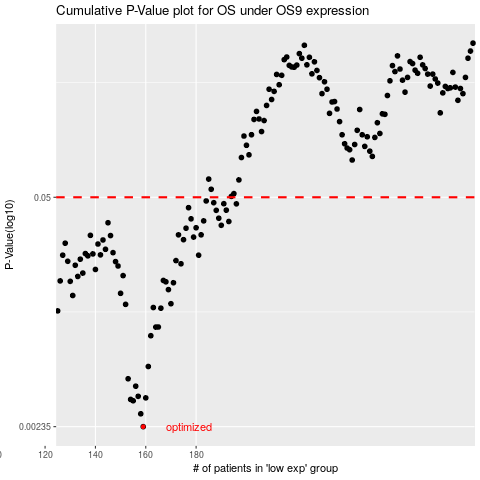 Cumulative P-Value plot for OS under OS9 expression
P-Value(log10)
0.05
optimized
0.00235
0 120 140 160 180
# of patients in 'low exp' group